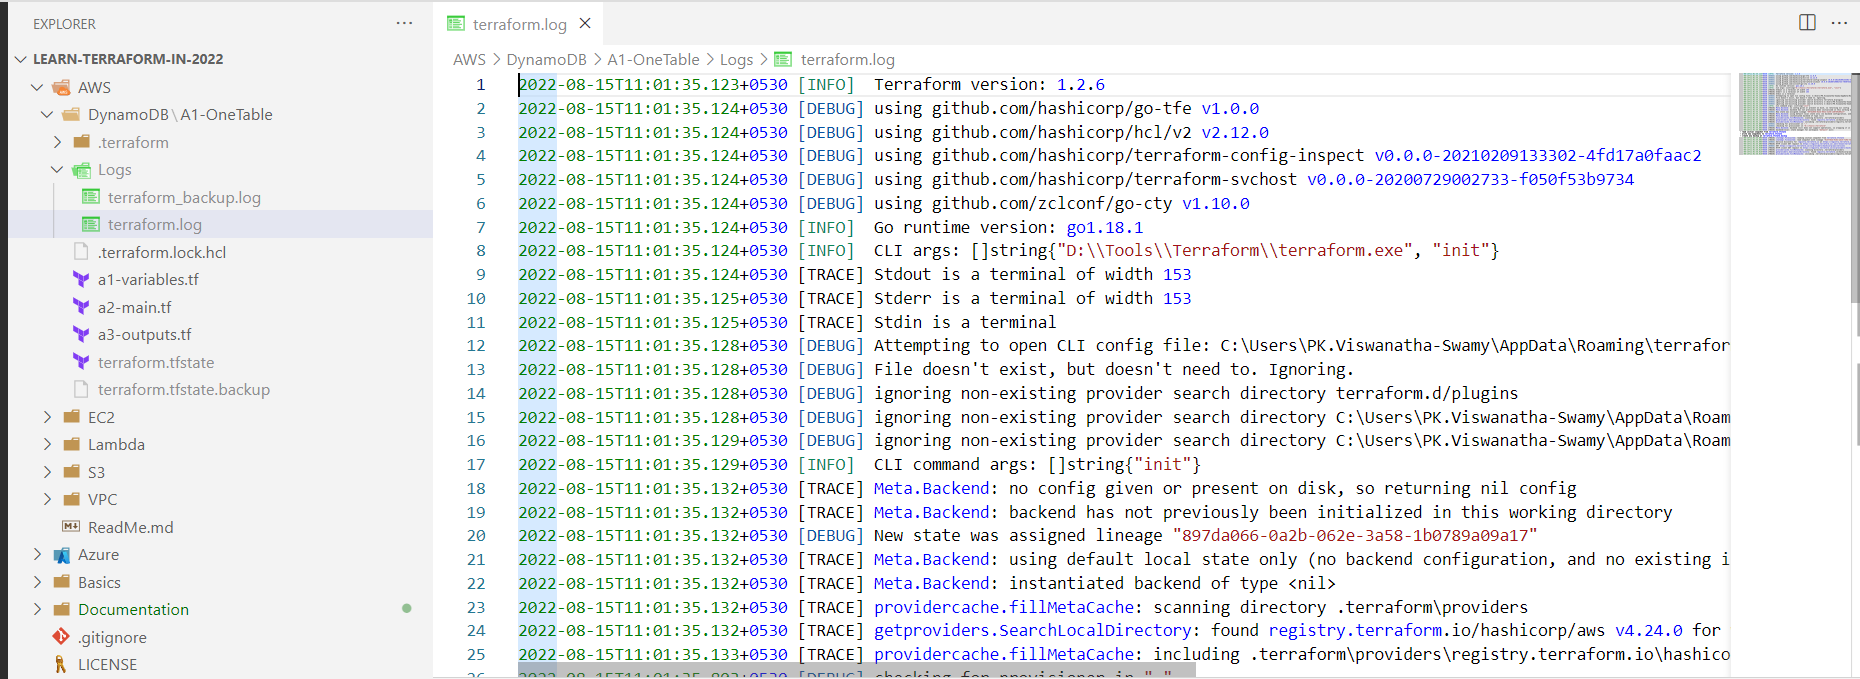 EXPLORER ···
LEARN-TERRAFORM-IN-2022
AWS
DynamoDB \ A1-OneTable
.terraform
Logs
terraform_backup.log
terraform.log
.terraform.lock.hcl
a1-variables.tf
a2-main.tf
a3-outputs.tf
terraform.tfstate
terraform.tfstate.backup
EC2
Lambda
S3
VPC
ReadMe.md
Azure
Basics
Documentation
.gitignore
LICENSE
terraform.log
AWS > DynamoDB > A1-OneTable > Logs > terraform.log
1 2022-08-15T11:01:35.123+0530 [INFO] Terraform version: 1.2.6
2 2022-08-15T11:01:35.124+0530 [DEBUG] using github.com/hashicorp/go-tfe v1.0.0
3 2022-08-15T11:01:35.124+0530 [DEBUG] using github.com/hashicorp/hcl/v2 v2.12.0
4 2022-08-15T11:01:35.124+0530 [DEBUG] using github.com/hashicorp/terraform-config-inspect v0.0.0-20210209133302-4fd17a0faac2
5 2022-08-15T11:01:35.124+0530 [DEBUG] using github.com/hashicorp/terraform-svchost v0.0.0-20200729002733-f050f53b9734
6 2022-08-15T11:01:35.124+0530 [DEBUG] using github.com/zclconf/go-cty v1.10.0
7 2022-08-15T11:01:35.124+0530 [INFO] Go runtime version: go1.18.1
8 2022-08-15T11:01:35.124+0530 [INFO] CLI args: []string{"D:\\Tools\\Terraform\\terraform.exe", "init"}
9 2022-08-15T11:01:35.124+0530 [TRACE] Stdout is a terminal of width 153
10 2022-08-15T11:01:35.125+0530 [TRACE] Stderr is a terminal of width 153
11 2022-08-15T11:01:35.125+0530 [TRACE] Stdin is a terminal
12 2022-08-15T11:01:35.128+0530 [DEBUG] Attempting to open CLI config file: C:\Users\PK.Viswanatha-Swamy\AppData\Roaming\terrafor
13 2022-08-15T11:01:35.128+0530 [DEBUG] File doesn't exist, but doesn't need to. Ignoring.
14 2022-08-15T11:01:35.128+0530 [DEBUG] ignoring non-existing provider search directory terraform.d/plugins
15 2022-08-15T11:01:35.128+0530 [DEBUG] ignoring non-existing provider search directory C:\Users\PK.Viswanatha-Swamy\AppData\Roam
16 2022-08-15T11:01:35.129+0530 [DEBUG] ignoring non-existing provider search directory C:\Users\PK.Viswanatha-Swamy\AppData\Roam
17 2022-08-15T11:01:35.129+0530 [INFO] CLI command args: []string{"init"}
18 2022-08-15T11:01:35.132+0530 [TRACE] Meta.Backend: no config given or present on disk, so returning nil config
19 2022-08-15T11:01:35.132+0530 [TRACE] Meta.Backend: backend has not previously been initialized in this working directory
20 2022-08-15T11:01:35.132+0530 [DEBUG] New state was assigned lineage "897da066-0a2b-062e-3a58-1b0789a09a17"
21 2022-08-15T11:01:35.132+0530 [TRACE] Meta.Backend: using default local state only (no backend configuration, and no existing i
22 2022-08-15T11:01:35.132+0530 [TRACE] Meta.Backend: instantiated backend of type <nil>
23 2022-08-15T11:01:35.132+0530 [TRACE] providercache.fillMetaCache: scanning directory .terraform\providers
24 2022-08-15T11:01:35.132+0530 [TRACE] getproviders.SearchLocalDirectory: found registry.terraform.io/hashicorp/aws v4.24.0 for
25 2022-08-15T11:01:35.133+0530 [TRACE] providercache.fillMetaCache: including .terraform\providers\registry.terraform.io\hashico